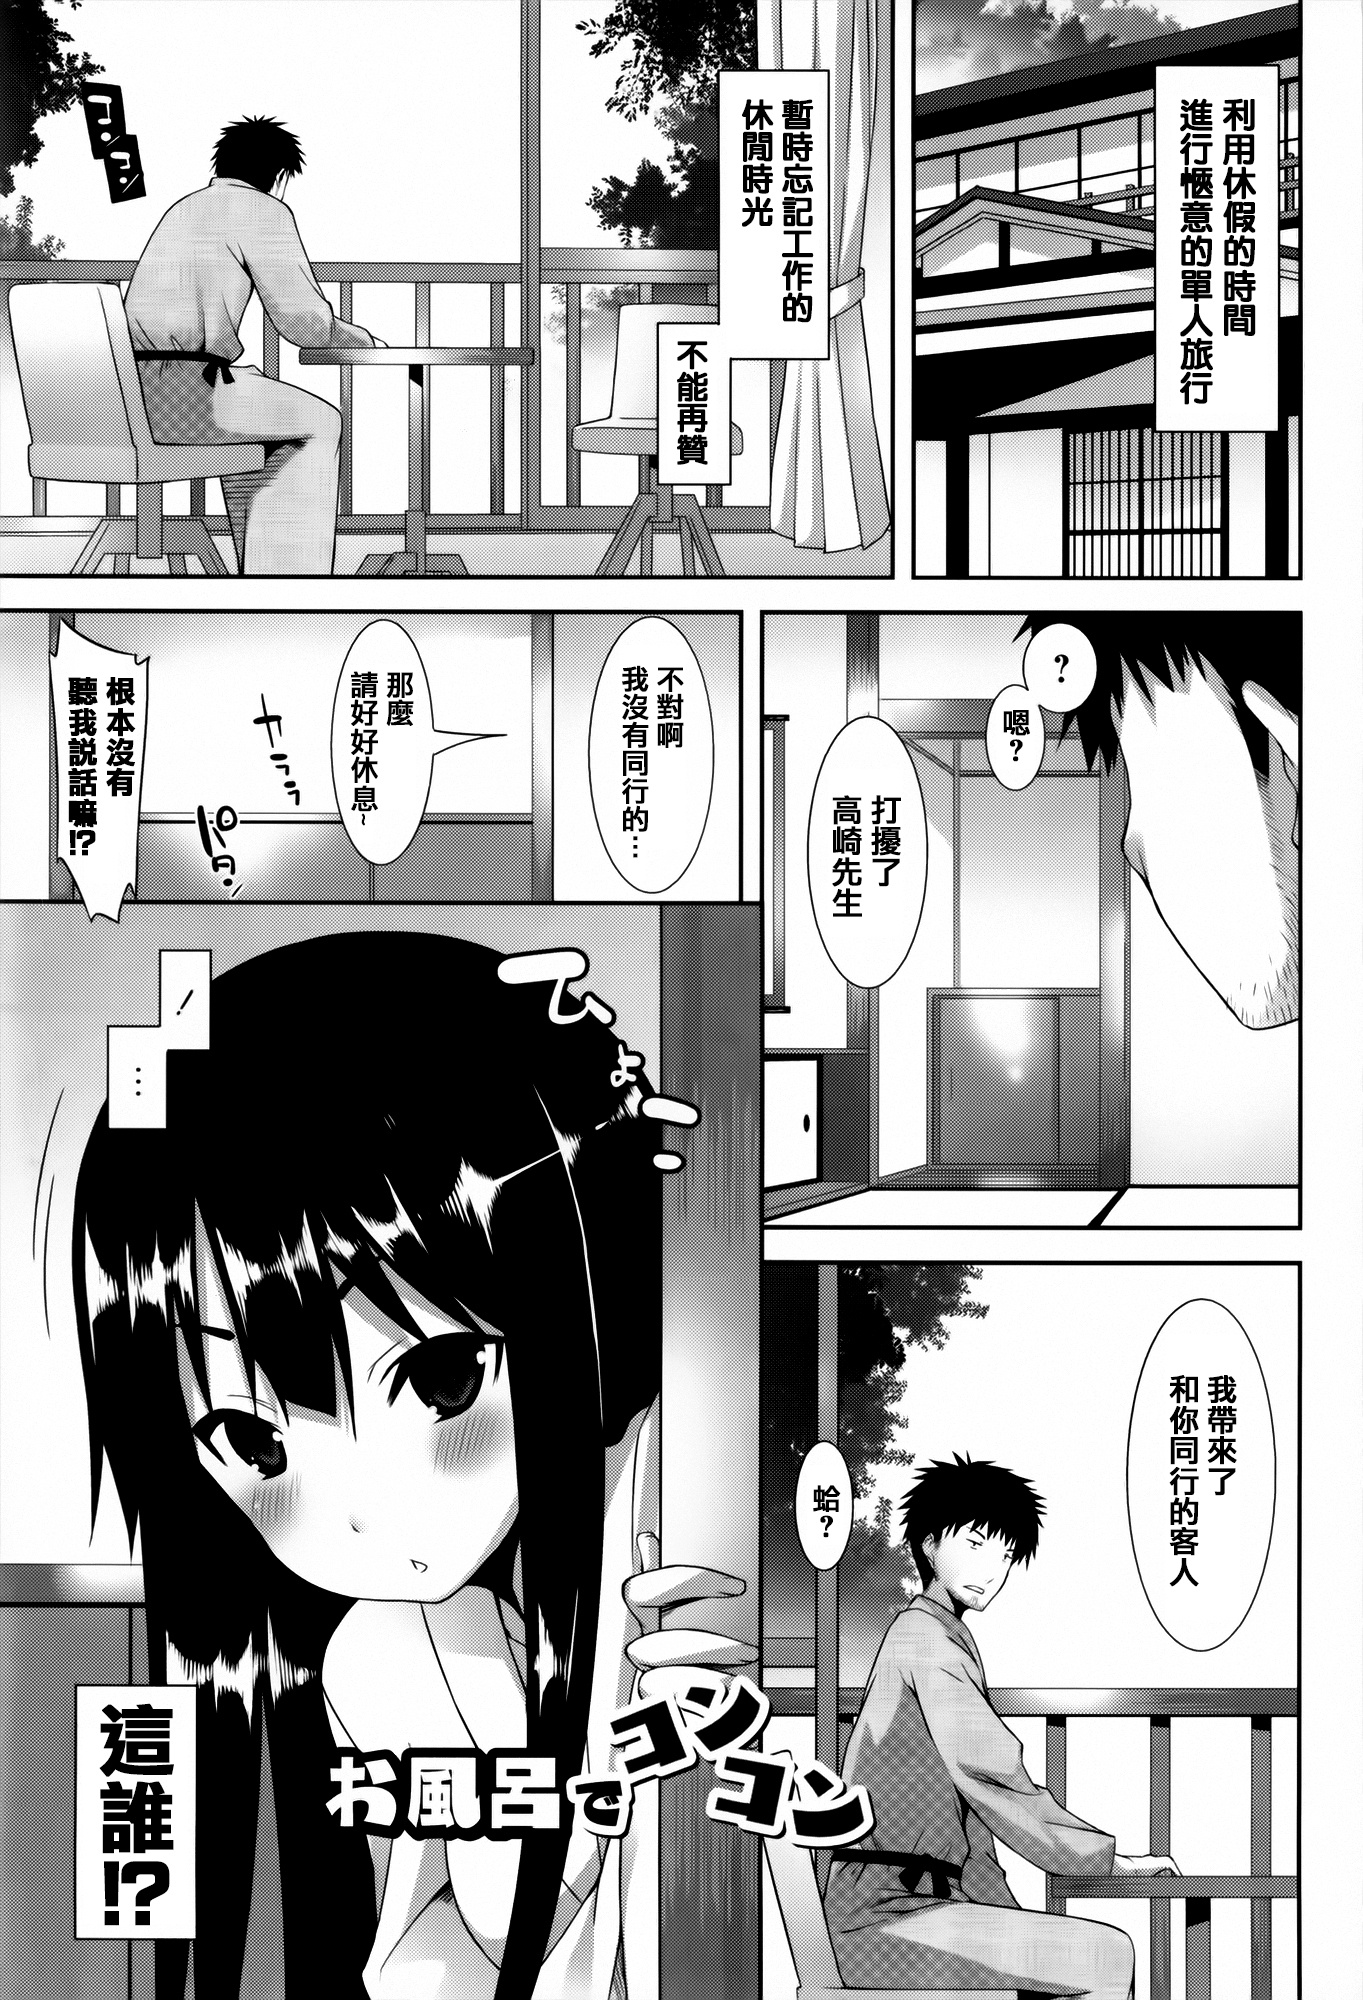 利用休假的時間
進行愜意的單人旅行
暫時忘記工作的
休閒時光
不能再贊
コンコン
?
嗯?
打擾了
高崎先生
我帶來了
和你同行的客人
蛤?
不對啊
我沒有同行的…
那麼
請好好休息~
カラララ
根本沒有
聽我説話嘛!?
!
…
ひょこ
這誰!?
お風呂でコンコン